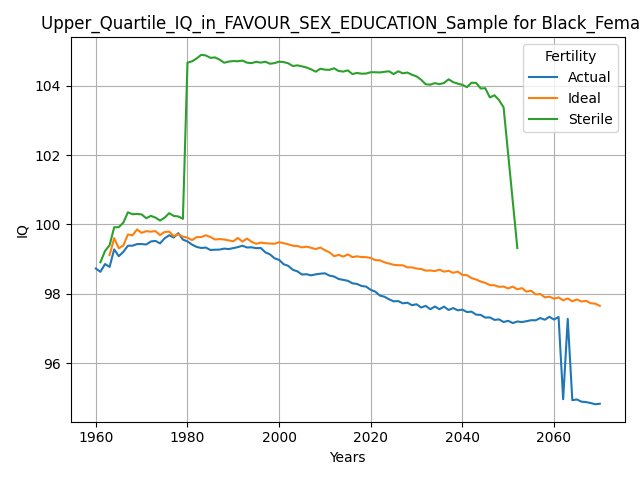 Upper_Quartile_IQ_in_FAVOUR_SEX_EDUCATION_Sample for Black_Fema
Fertility
Actual
Ideal
Sterile
104
102
100
98
96
IQ
1960
1980
2000
2020
2040
2060
Years